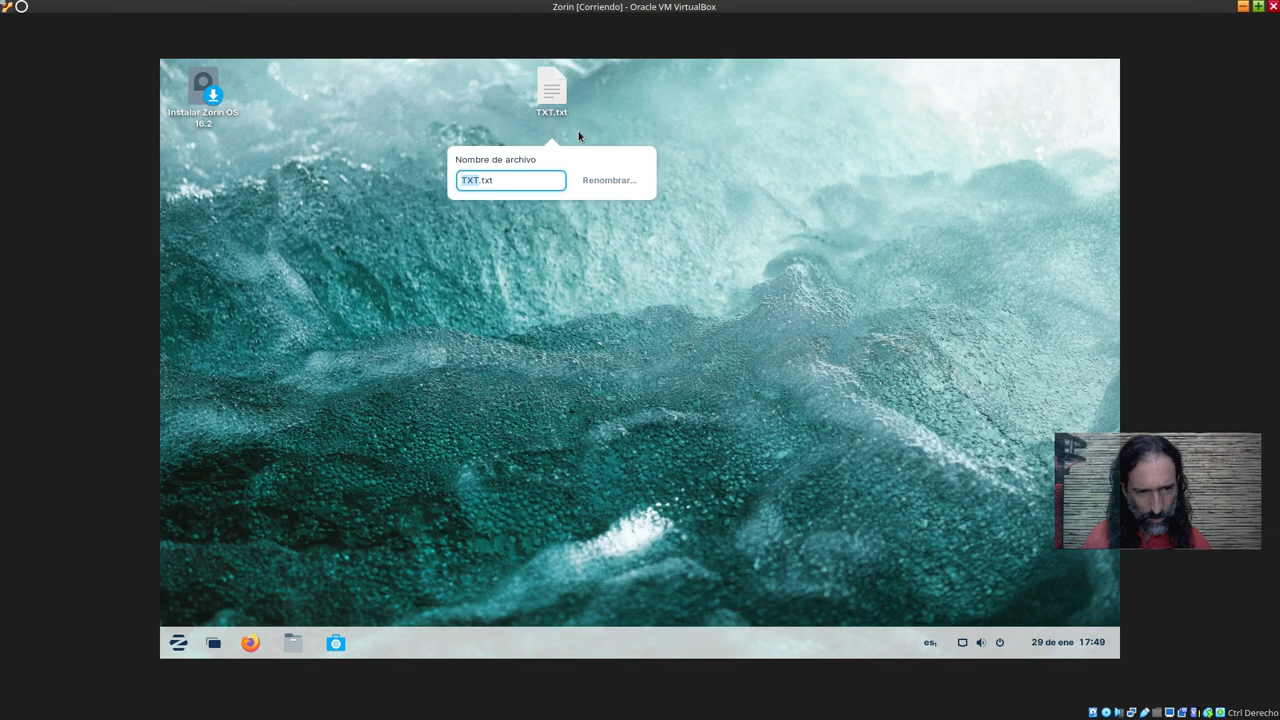 Zorin [Corriendo] - Oracle VM VirtualBox
Instalar Zorin OS
16.2
TXT.txt
Nombre de archivo
TXT.txt
Renombrar...
es₁
29 de ene 17:49
Ctrl Derecho